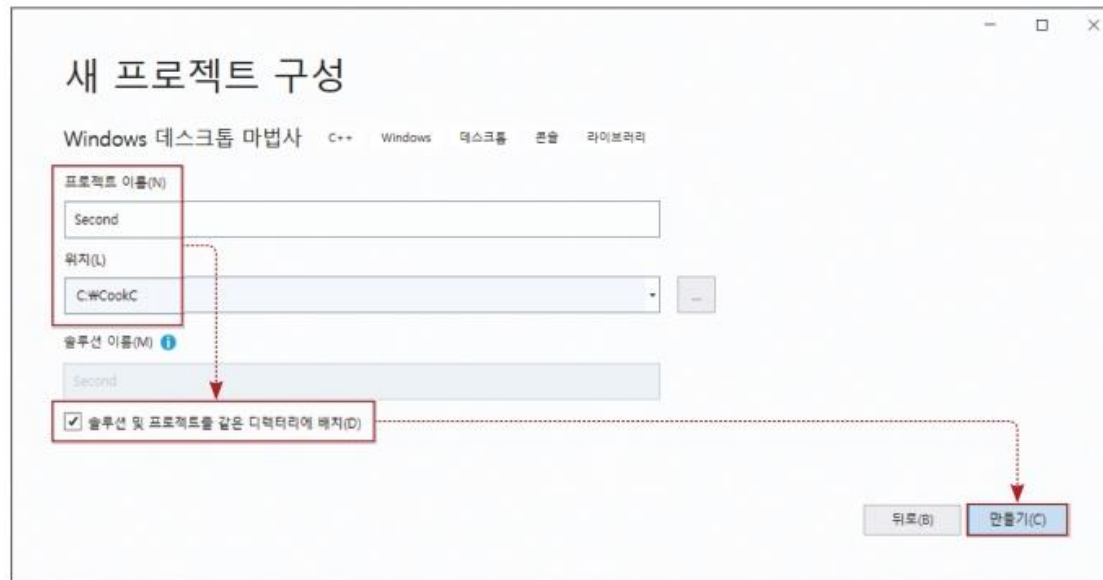 새 프로젝트 구성
Windows 데스크톱 마법사 C++ Windows 데스크톱 콘솔 라이브러리
프로젝트 이름(N)
Second
위치(L)
C:₩CookC
...
솔루션 이름(M)
Second
솔루션 및 프로젝트를 같은 디렉터리에 배치(D)
뒤로(B) 만들기(C)